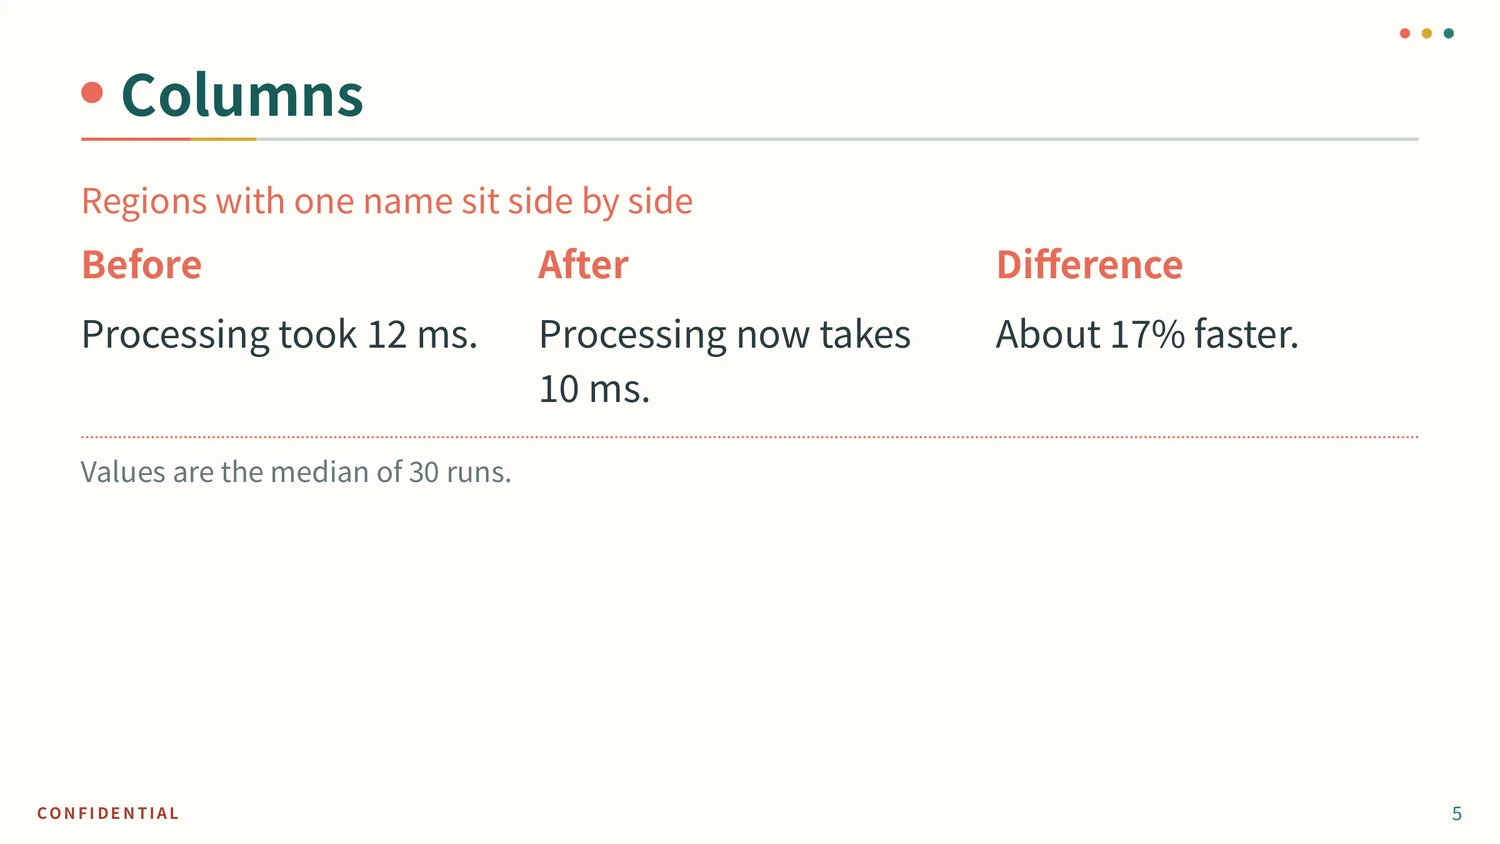 Columns
Regions with one name sit side by side
Before
Processing took 12 ms.
After
Processing now takes
10 ms.
Difference
About 17% faster.
Values are the median of 30 runs.
CONFIDENTIAL
5